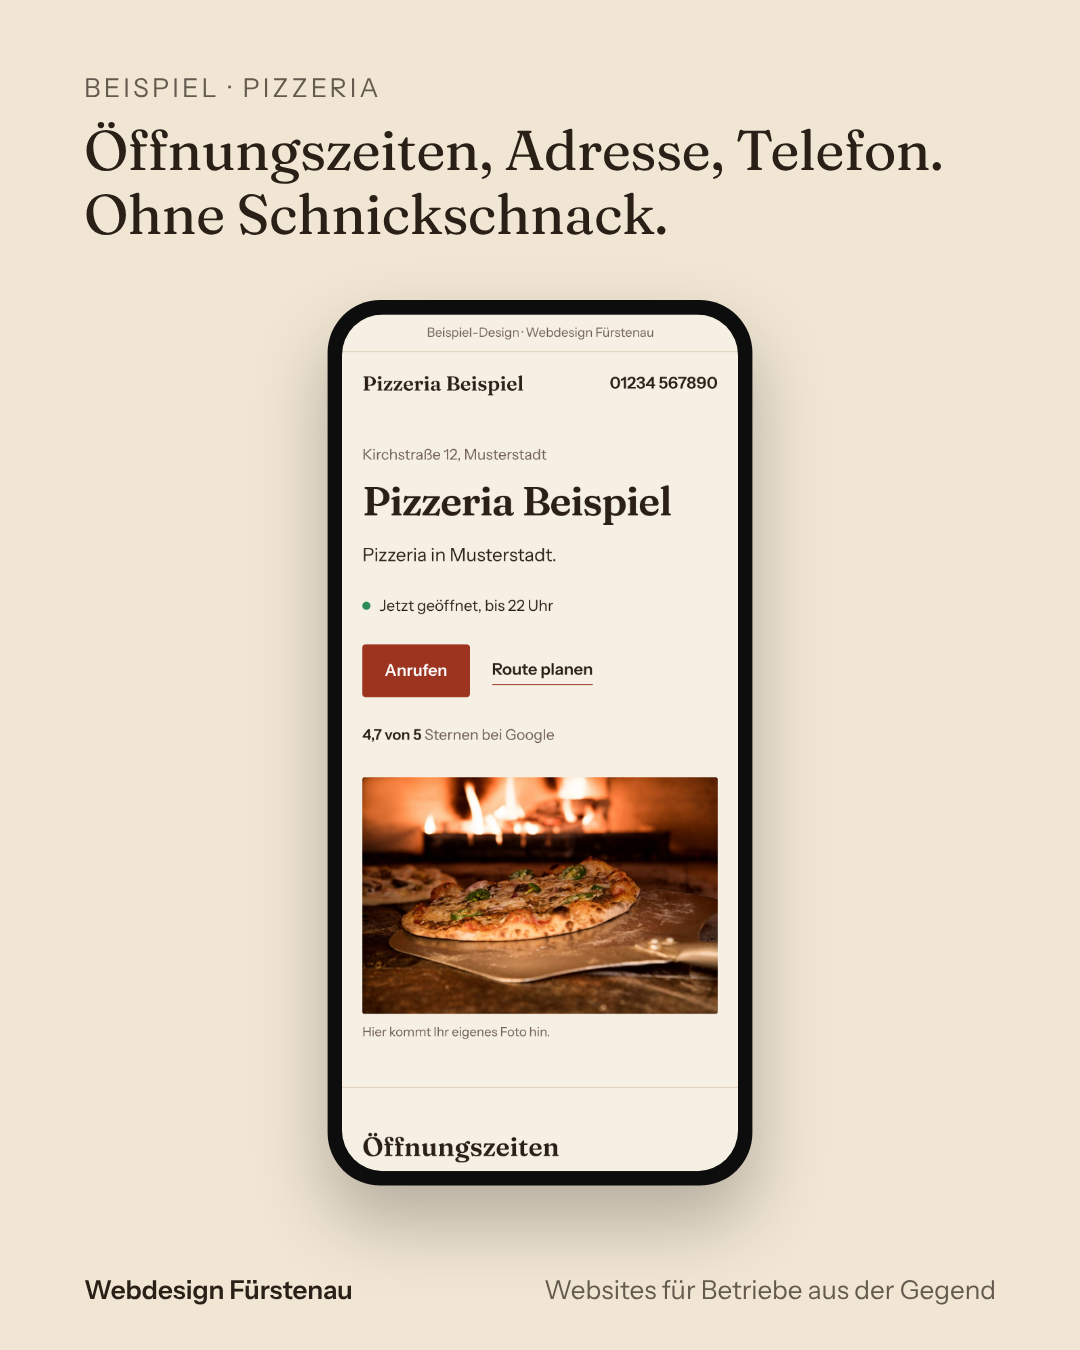 BEISPIEL · PIZZERIA
Öffnungszeiten, Adresse, Telefon.
Ohne Schnickschnack.
Beispiel-Design · Webdesign Fürstenau
Pizzeria Beispiel
01234 567890
Kirchstraße 12, Musterstadt
Pizzeria Beispiel
Pizzeria in Musterstadt.
Jetzt geöffnet, bis 22 Uhr
Anrufen
Route planen
4,7 von 5 Sternen bei Google
Hier kommt Ihr eigenes Foto hin.
Öffnungszeiten
Webdesign Fürstenau
Websites für Betriebe aus der Gegend